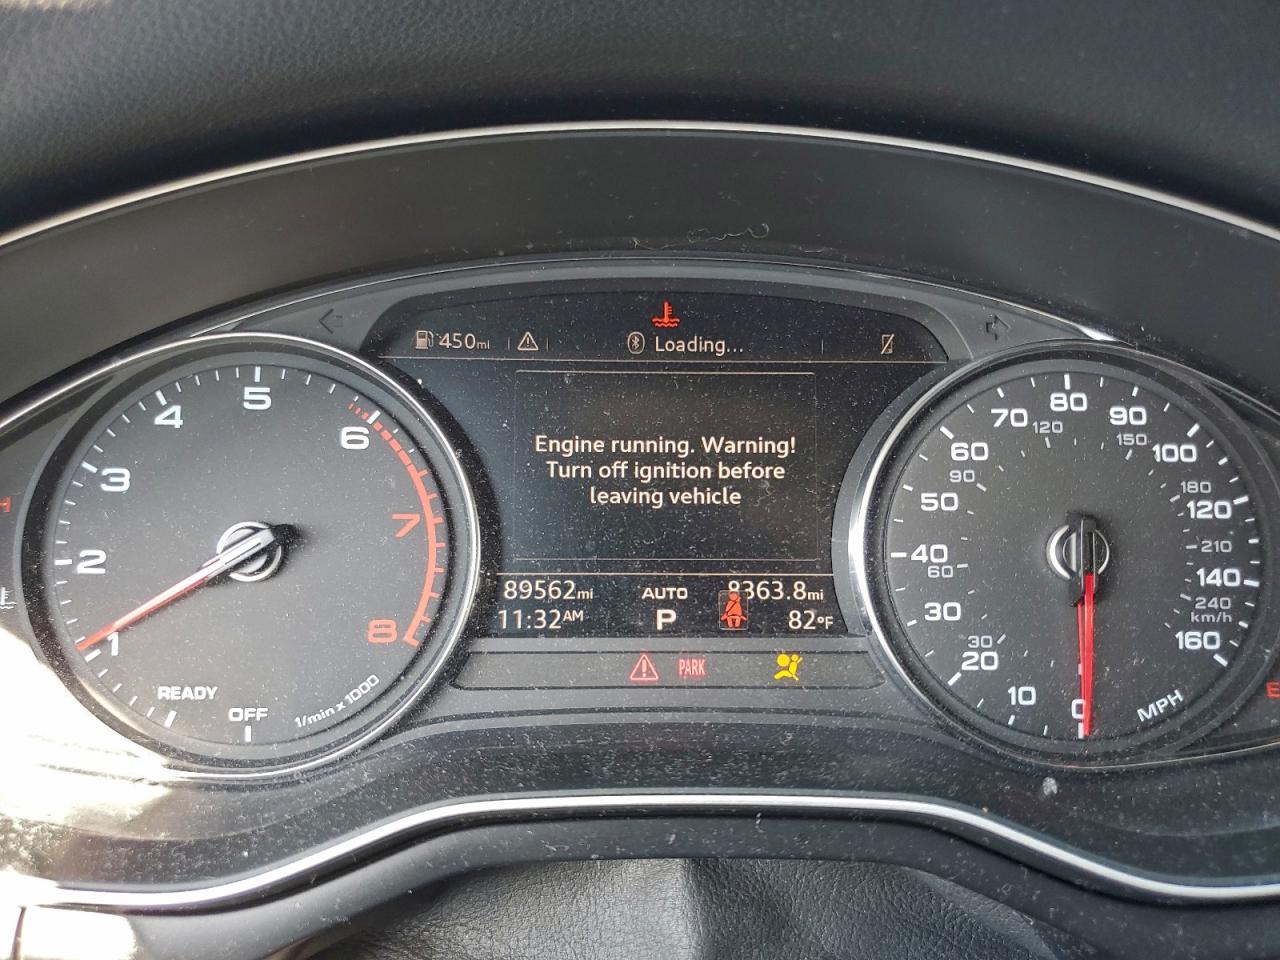 450mi
Loading...
Engine running. Warning!
Turn off ignition before
leaving vehicle
89562mi
AUTO
8363.8mi
11:32AM
P
82°F
PARK
1
2
3
4
5
6
7
8
READY
OFF
1/min x 1000
0
10
20
30
40
50
60
70
80
90
100
120
140
160
30
60
90
120
150
180
210
240
km/h
MPH
H
E